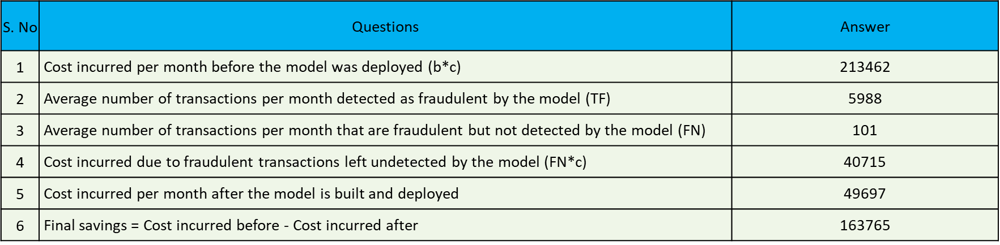 S. No Questions Answer
1 Cost incurred per month before the model was deployed (b*c) 213462
2 Average number of transactions per month detected as fraudulent by the model (TF) 5988
3 Average number of transactions per month that are fraudulent but not detected by the model (FN) 101
4 Cost incurred due to fraudulent transactions left undetected by the model (FN*c) 40715
5 Cost incurred per month after the model is built and deployed 49697
6 Final savings = Cost incurred before - Cost incurred after 163765